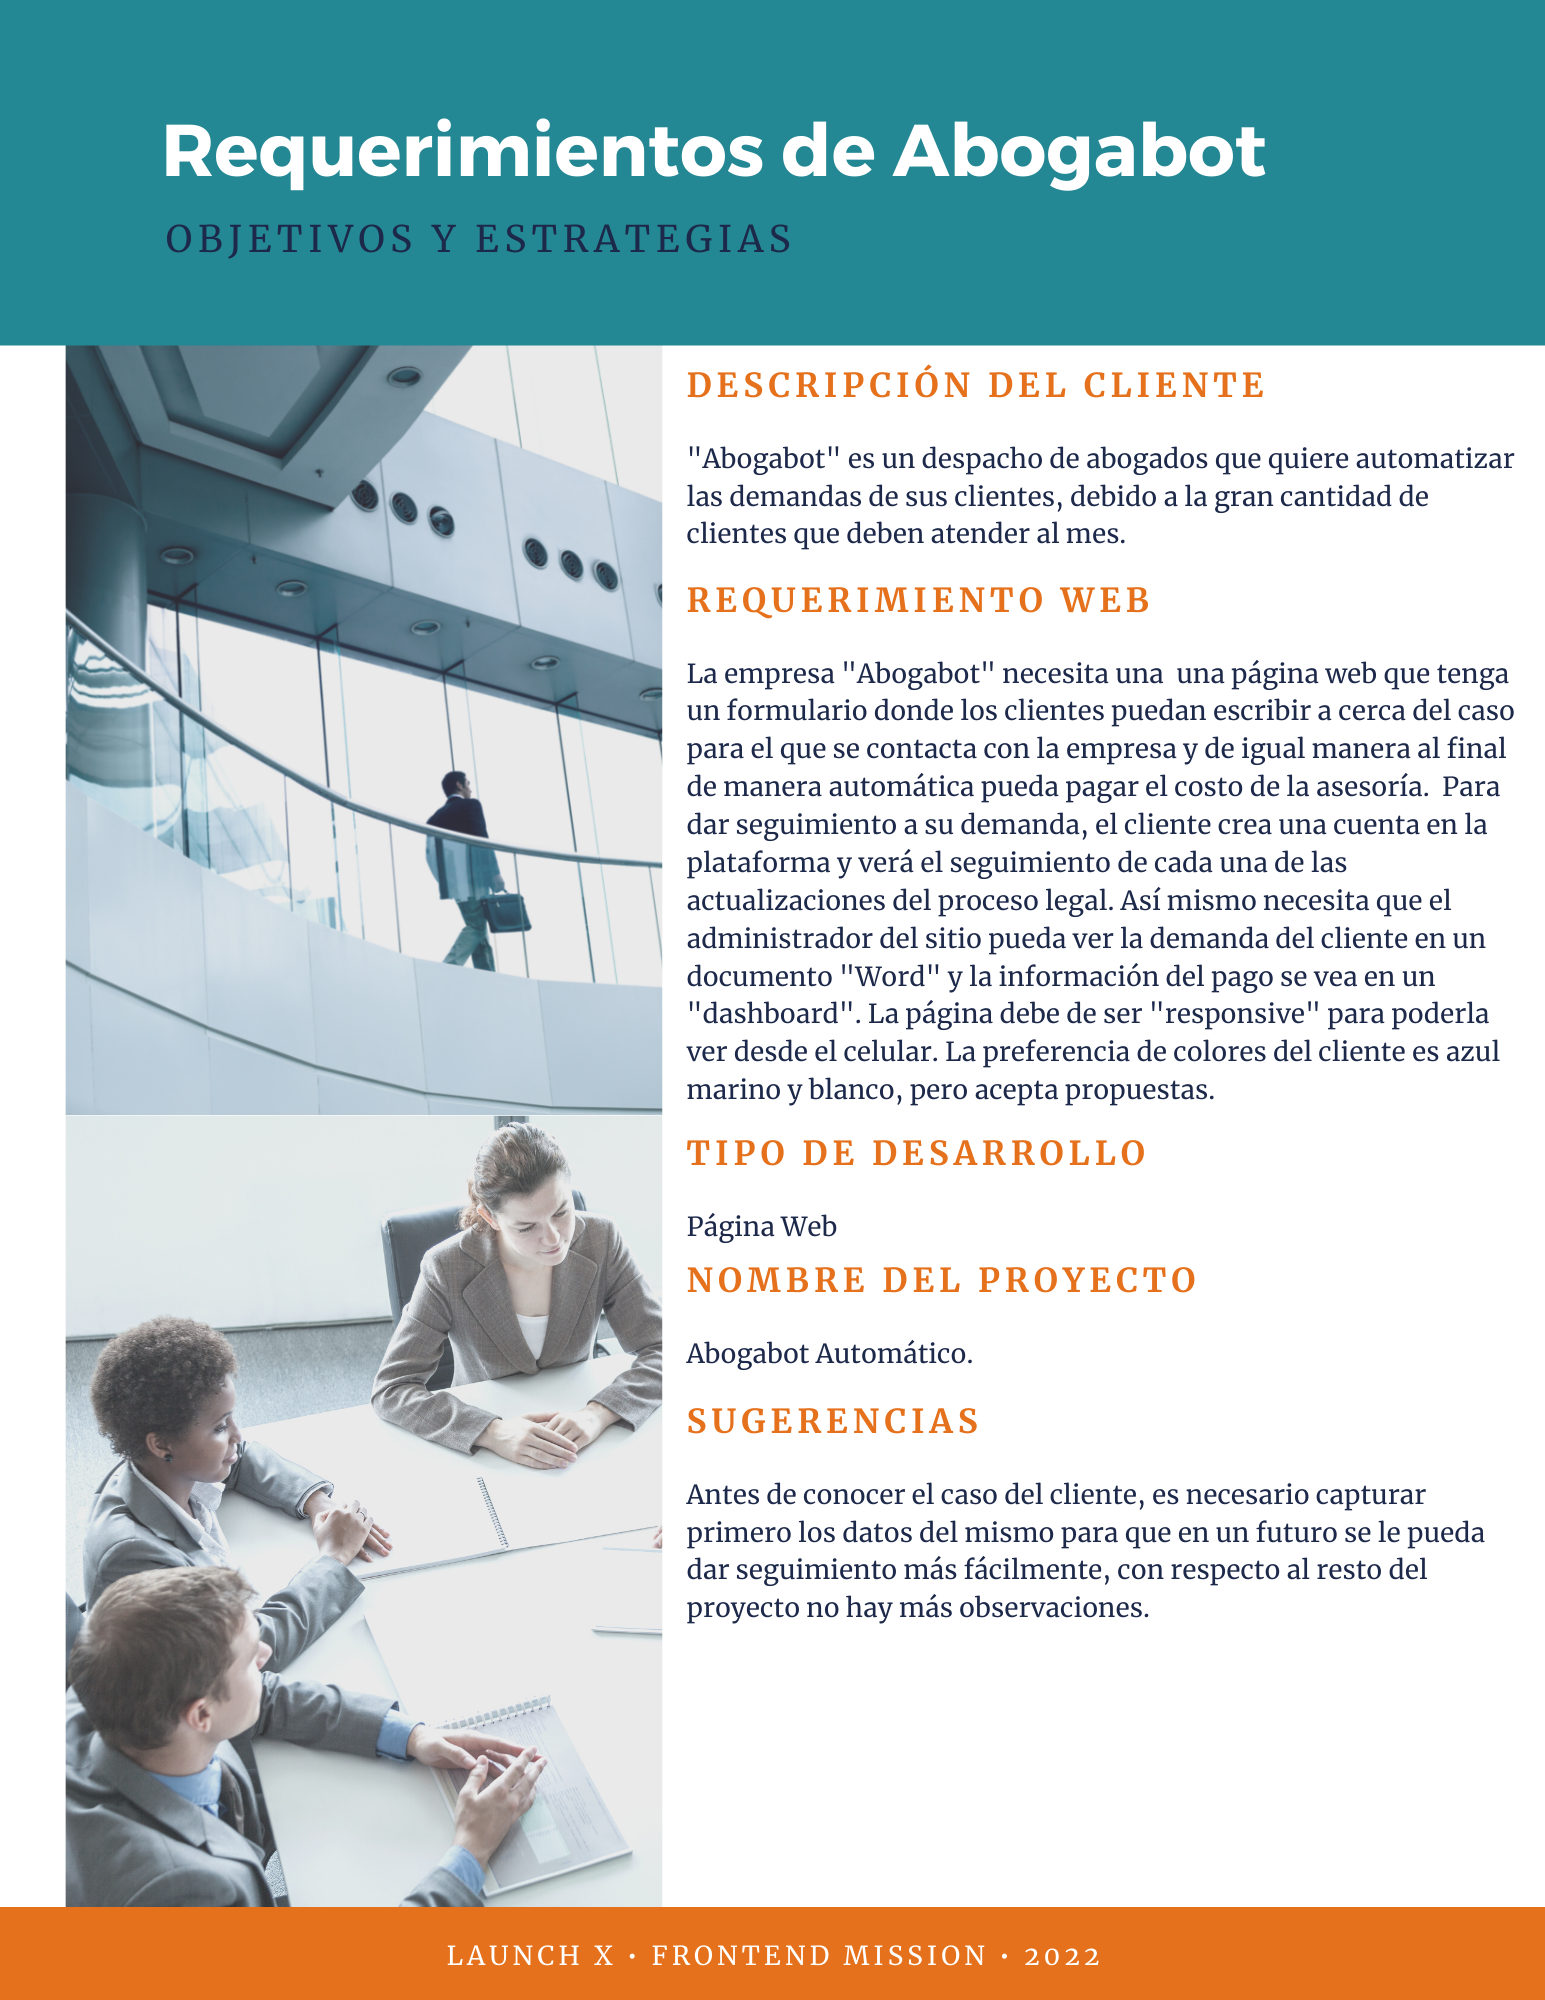 Requerimientos de Abogabot
OBJETIVOS Y ESTRATEGIAS
DESCRIPCIÓN DEL CLIENTE
"Abogabot" es un despacho de abogados que quiere automatizar
las demandas de sus clientes, debido a la gran cantidad de
clientes que deben atender al mes.
REQUERIMIENTO WEB
La empresa "Abogabot" necesita una  una página web que tenga
un formulario donde los clientes puedan escribir a cerca del caso
para el que se contacta con la empresa y de igual manera al final
de manera automática pueda pagar el costo de la asesoría.  Para
dar seguimiento a su demanda, el cliente crea una cuenta en la
plataforma y verá el seguimiento de cada una de las
actualizaciones del proceso legal. Así mismo necesita que el
administrador del sitio pueda ver la demanda del cliente en un
documento "Word" y la información del pago se vea en un
"dashboard". La página debe de ser "responsive" para poderla
ver desde el celular. La preferencia de colores del cliente es azul
marino y blanco, pero acepta propuestas.
TIPO DE DESARROLLO
Página Web
NOMBRE DEL PROYECTO
Abogabot Automático.
SUGERENCIAS
Antes de conocer el caso del cliente, es necesario capturar
primero los datos del mismo para que en un futuro se le pueda
dar seguimiento más fácilmente, con respecto al resto del
proyecto no hay más observaciones.
LAUNCH X • FRONTEND MISSION • 2022